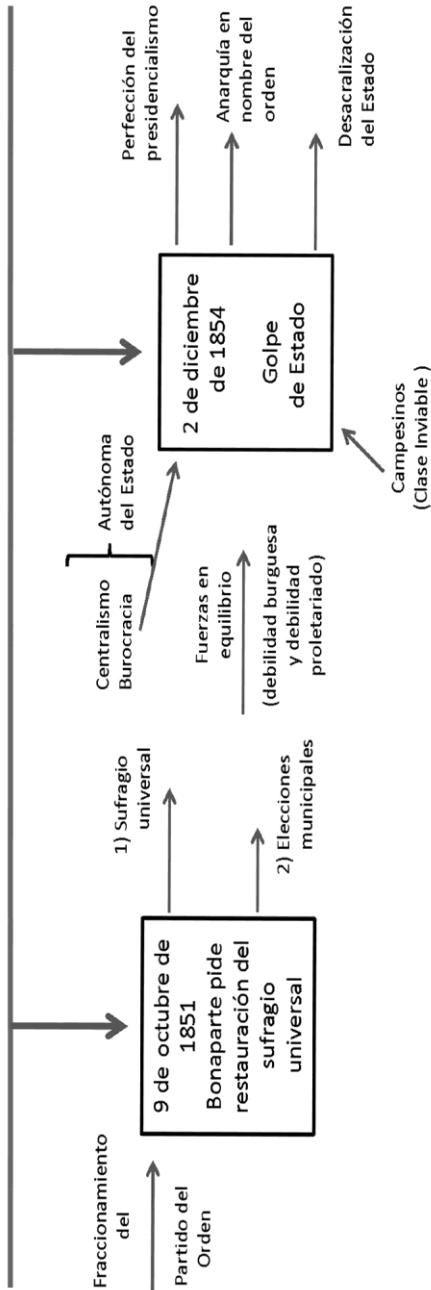 Fraccionamiento
del
Partido del
Orden
9 de octubre de
1851
Bonaparte pide
restauración del
sufragio
universal
1) Sufragio
universal
2) Elecciones
municipales
Centralismo
Burocracia
Autónoma
del Estado
Fuerzas en
equilibrio
(debilidad burguesa
y debilidad
proletariado)
2 de diciembre
de 1854
Golpe
de Estado
Campesinos
(Clase Inviable )
Perfección del
presidencialismo
Anarquía en
nombre del
orden
Desacralización
del Estado